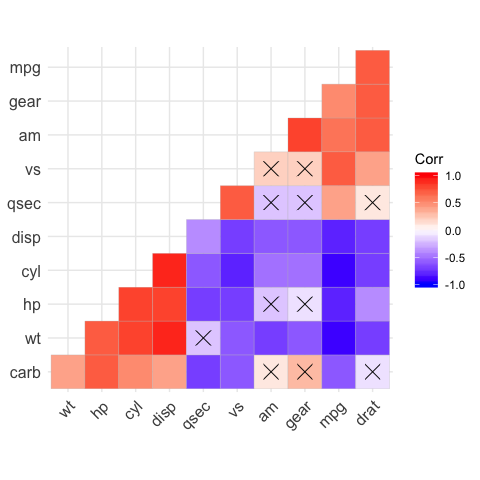 mpg
gear
am
vs
qsec
disp
cyl
hp
wt
carb
wt
hp
cyl
disp
qsec
vs
am
gear
mpg
drat
Corr
1.0
0.5
0.0
-0.5
-1.0